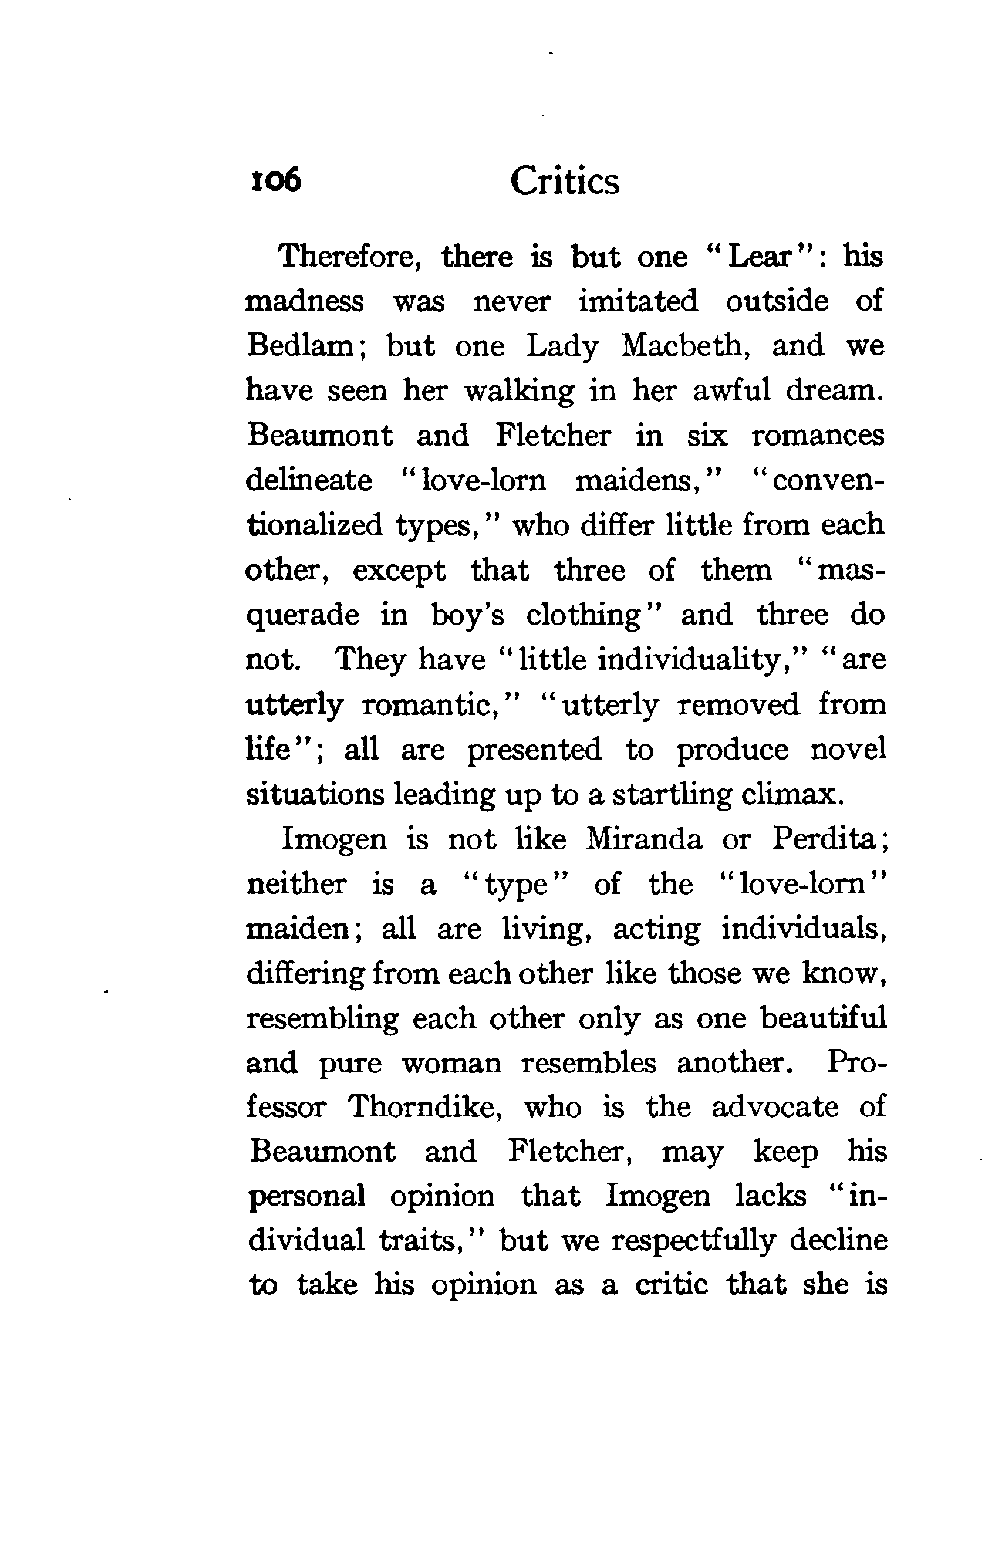 106 Critics
Therefore, there is but one "Lear": his
madness was never imitated outside of
Bedlam; but one Lady Macbeth, and we
have seen her walking in her awful dream.
Beaumont and Fletcher in six romances
delineate "love-lorn maidens," "conven-
tionalized types," who differ little from each
other, except that three of them "mas-
querade in boy's clothing" and three do
not. They have "little individuality," "are
utterly romantic," "utterly removed from
life"; all are presented to produce novel
situations leading up to a startling climax.
Imogen is not like Miranda or Perdita;
neither is a "type" of the "love-lorn"
maiden; all are living, acting individuals,
differing from each other like those we know,
resembling each other only as one beautiful
and pure woman resembles another. Pro-
fessor Thorndike, who is the advocate of
Beaumont and Fletcher, may keep his
personal opinion that Imogen lacks "in-
dividual traits," but we respectfully decline
to take his opinion as a critic that she is